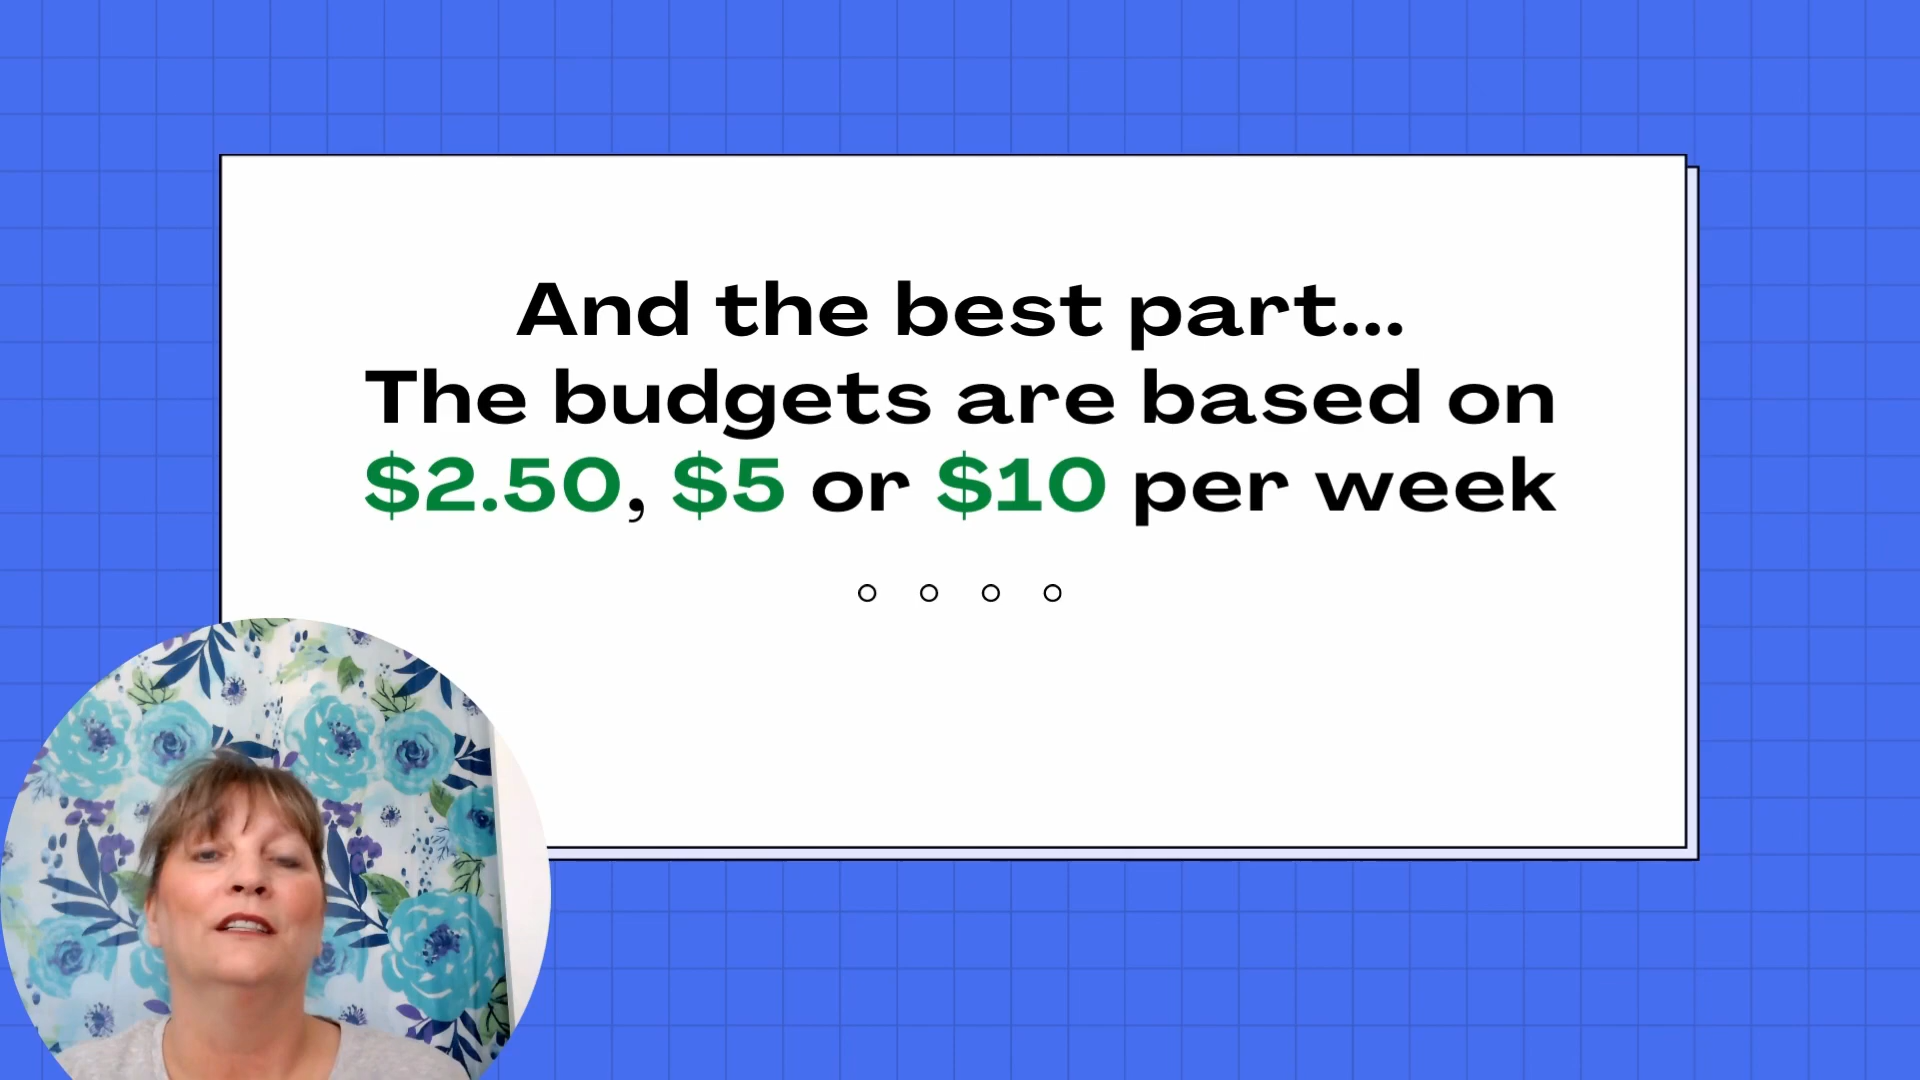 And the best part...
The budgets are based on
$2.50, $5 or $10 per week